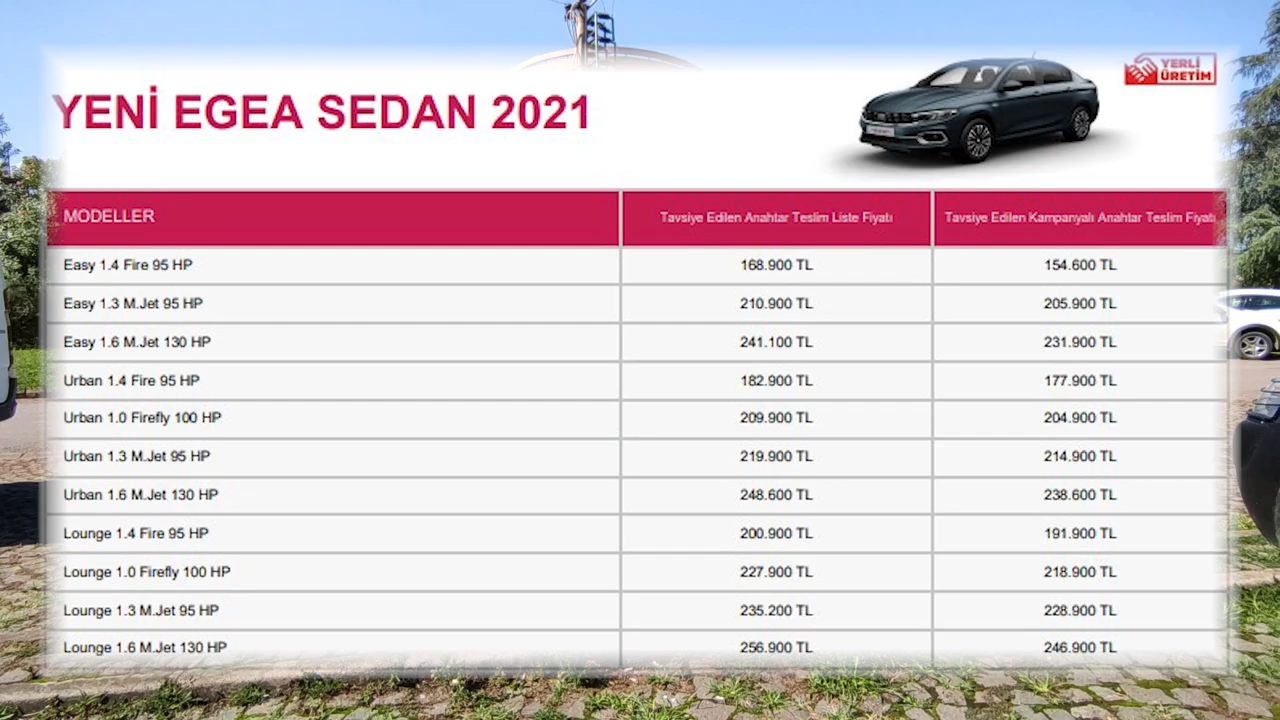 YENİ EGEA SEDAN 2021
YERLİ
ÜRETİM
MODELLER Tavsiye Edilen Anahtar Teslim Liste Fiyatı Tavsiye Edilen Kampanyalı Anahtar Teslim Fiyatı
Easy 1.4 Fire 95 HP 168.900 TL 154.600 TL
Easy 1.3 M.Jet 95 HP 210.900 TL 205.900 TL
Easy 1.6 M.Jet 130 HP 241.100 TL 231.900 TL
Urban 1.4 Fire 95 HP 182.900 TL 177.900 TL
Urban 1.0 Firefly 100 HP 209.900 TL 204.900 TL
Urban 1.3 M.Jet 95 HP 219.900 TL 214.900 TL
Urban 1.6 M.Jet 130 HP 248.600 TL 238.600 TL
Lounge 1.4 Fire 95 HP 200.900 TL 191.900 TL
Lounge 1.0 Firefly 100 HP 227.900 TL 218.900 TL
Lounge 1.3 M.Jet 95 HP 235.200 TL 228.900 TL
Lounge 1.6 M.Jet 130 HP 256.900 TL 246.900 TL